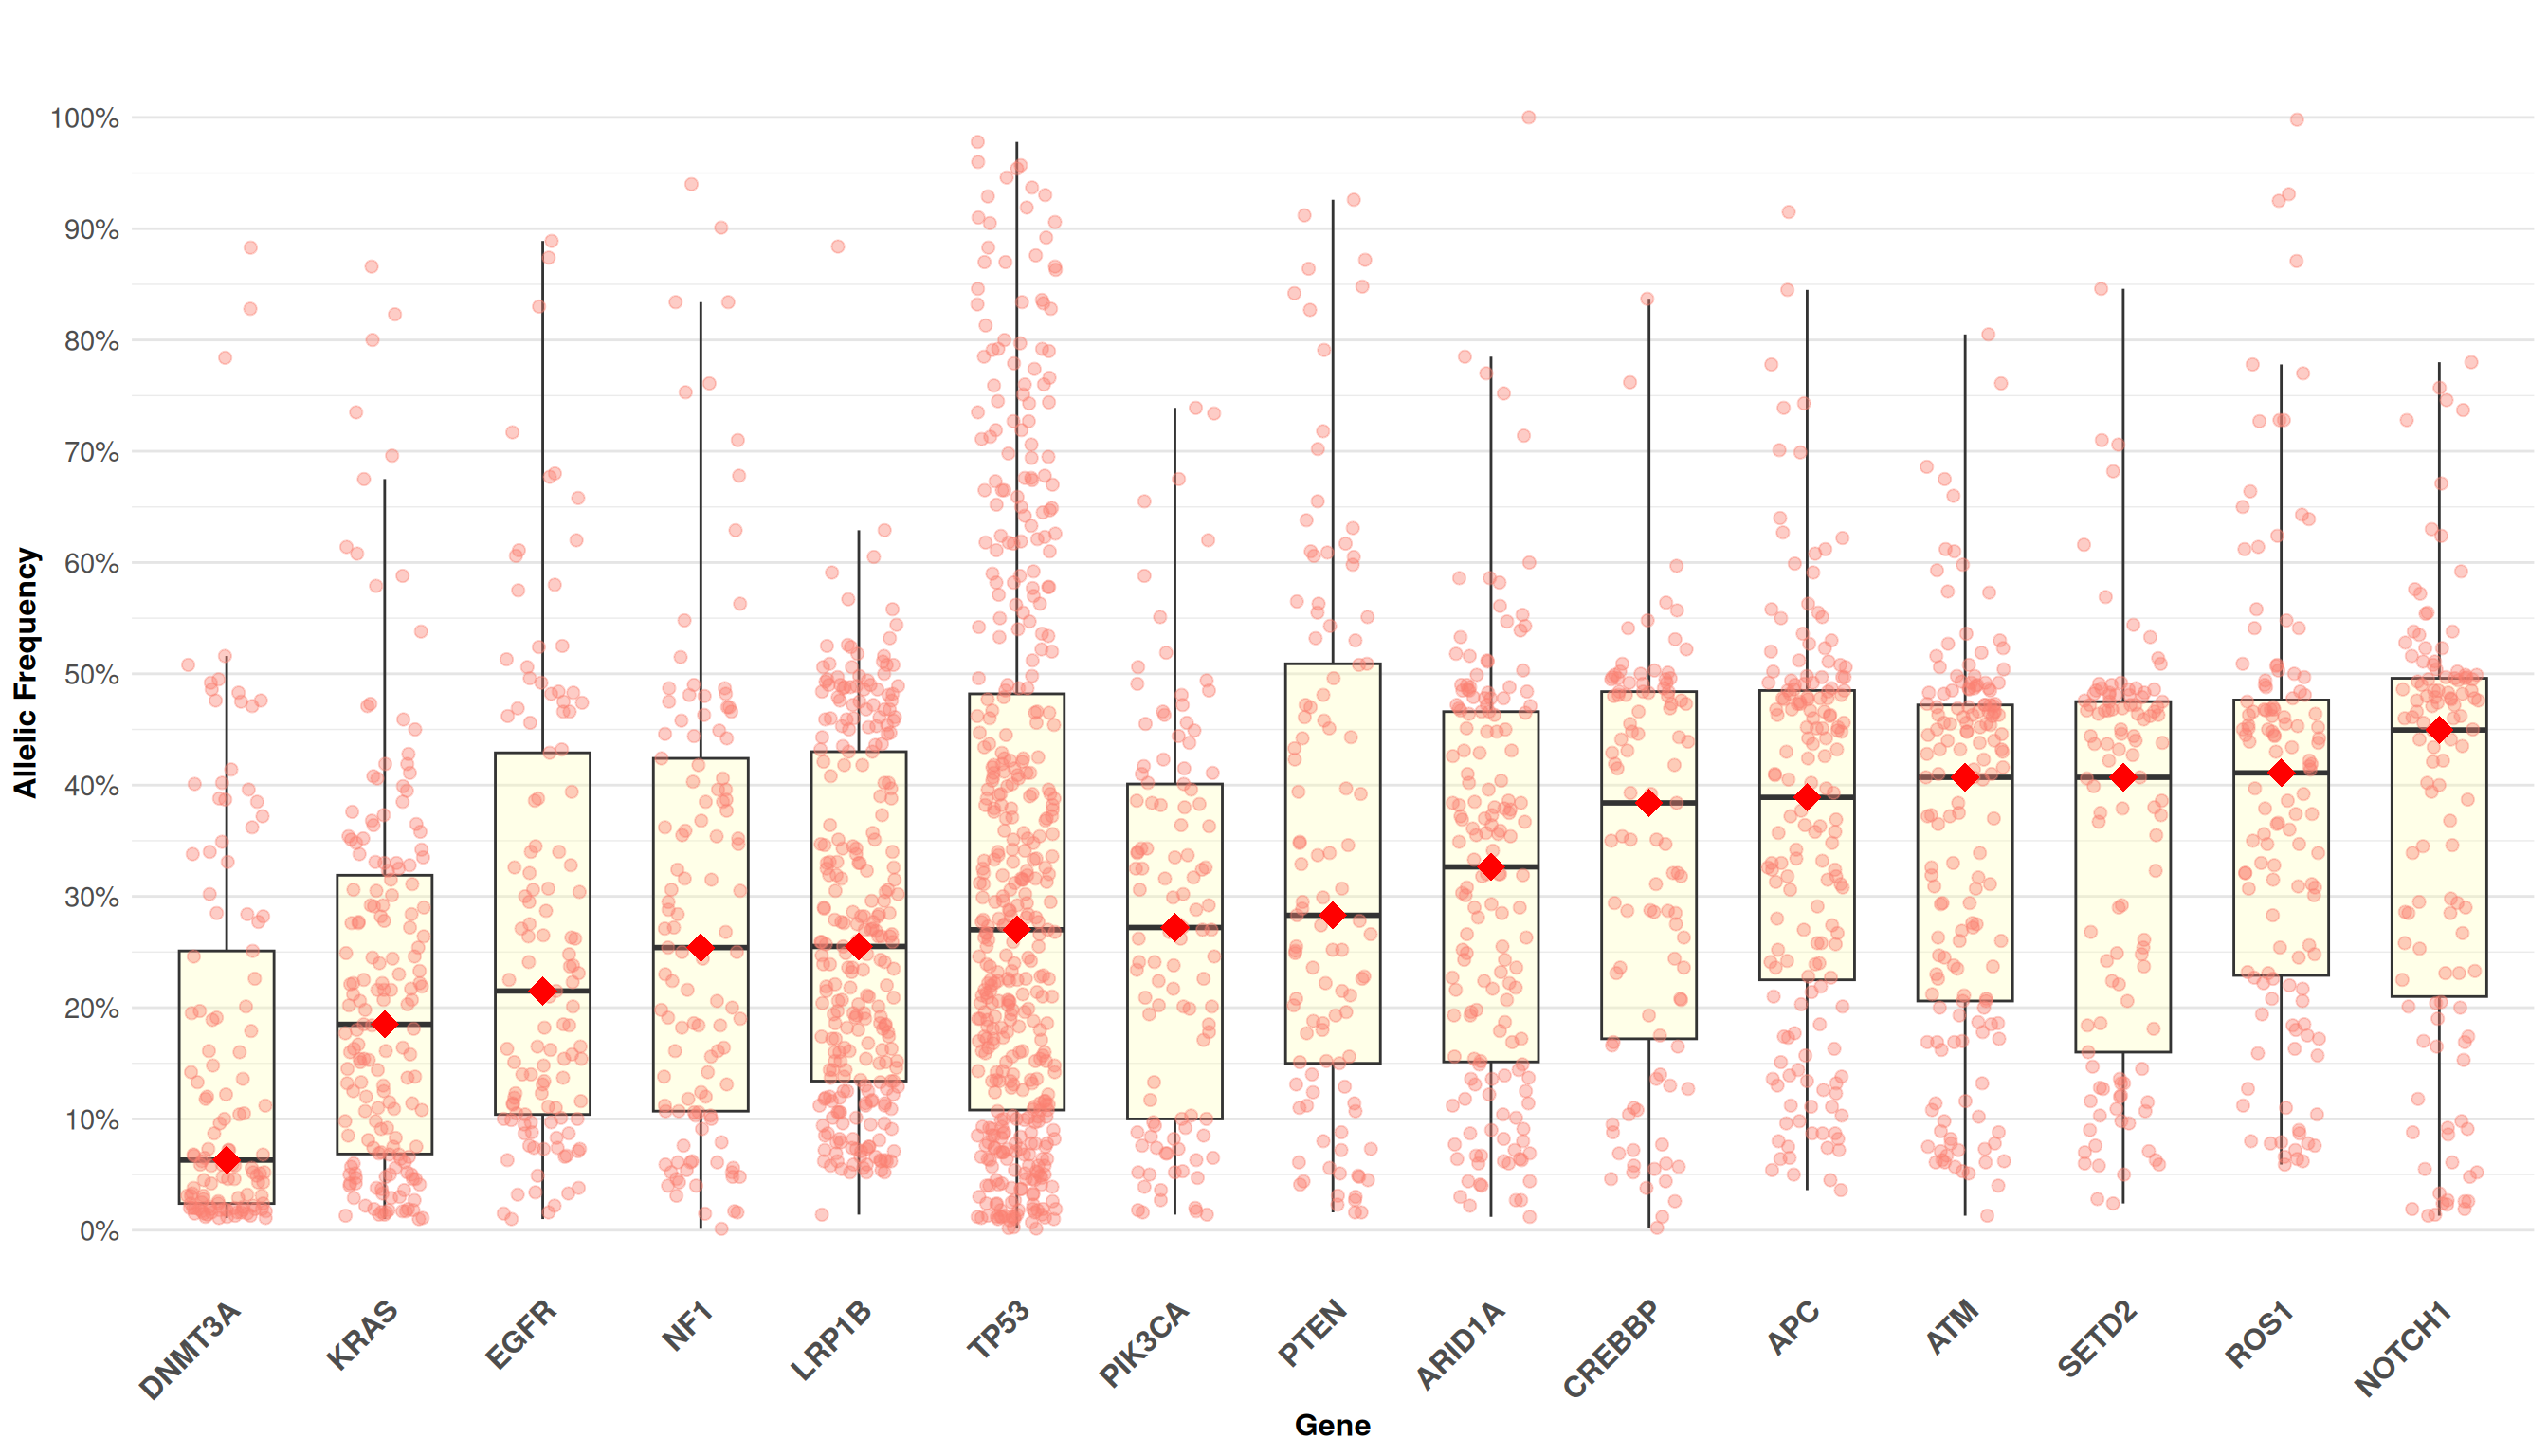 100%
90%
80%
70%
60%
50%
40%
30%
20%
10%
0%
Allelic Frequency
DNMT3A
KRAS
EGFR
NF1
LRP1B
TP53
PIK3CA
PTEN
ARID1A
CREBBP
APC
ATM
SETD2
ROS1
NOTCH1
Gene